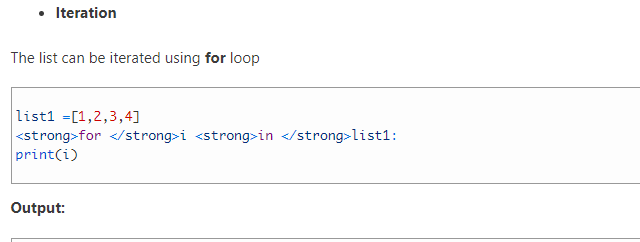 Iteration
The list can be iterated using for loop
list1 =[1,2,3,4]
<strong>for </strong>i <strong>in </strong>list1:
print(i)
Output: